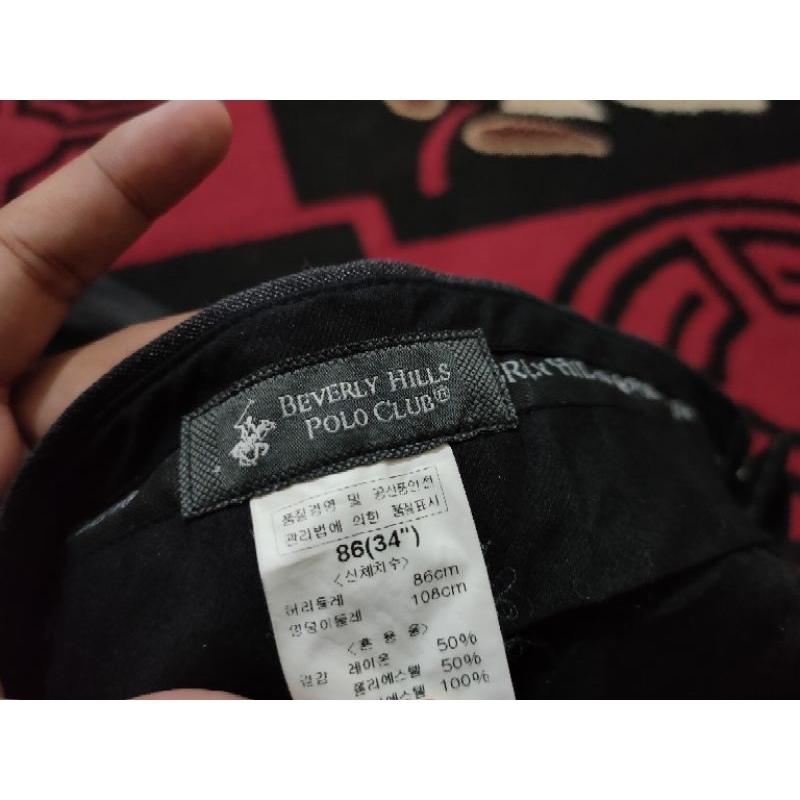 BEVERLY HILLS
POLO CLUB®
품질경영 및 공산품안전
관리법에 의한 품질표시
86(34")
<신체치수>
허리둘레 86cm
엉덩이둘레 108cm
<혼 용 율>
겉감 레이온 50%
폴리에스텔 50%
에스텔 100%